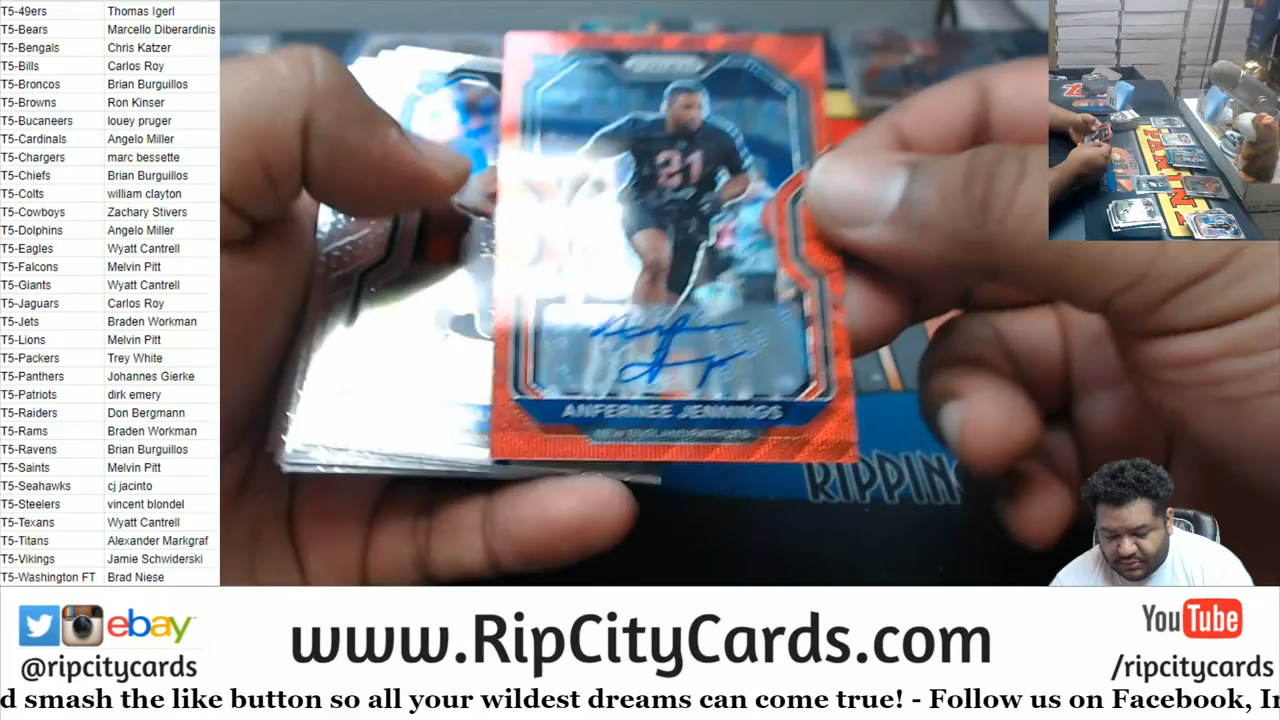 T5-49ers Thomas Igerl
T5-Bears Marcello Diberardinis
T5-Bengals Chris Katzer
T5-Bills Carlos Roy
T5-Broncos Brian Burguillos
T5-Browns Ron Kinser
T5-Bucaneers louey pruger
T5-Cardinals Angelo Miller
T5-Chargers marc bessette
T5-Chiefs Brian Burguillos
T5-Colts william clayton
T5-Cowboys Zachary Stivers
T5-Dolphins Angelo Miller
T5-Eagles Wyatt Cantrell
T5-Falcons Melvin Pitt
T5-Giants Wyatt Cantrell
T5-Jaguars Carlos Roy
T5-Jets Braden Workman
T5-Lions Melvin Pitt
T5-Packers Trey White
T5-Panthers Johannes Gierke
T5-Patriots dirk emery
T5-Raiders Don Bergmann
T5-Rams Braden Workman
T5-Ravens Brian Burguillos
T5-Saints Melvin Pitt
T5-Seahawks cj jacinto
T5-Steelers vincent blondel
T5-Texans Wyatt Cantrell
T5-Titans Alexander Markgraf
T5-Vikings Jamie Schwiderski
T5-Washington FT Brad Niese
PRIZM
21
ANFERNEE JENNINGS
NEW ENGLAND PATRIOTS
RIPPIN
PANINI
ebay
@ripcitycards
www.RipCityCards.com
YouTube
/ripcitycards
d smash the like button so all your wildest dreams can come true! - Follow us on Facebook, In